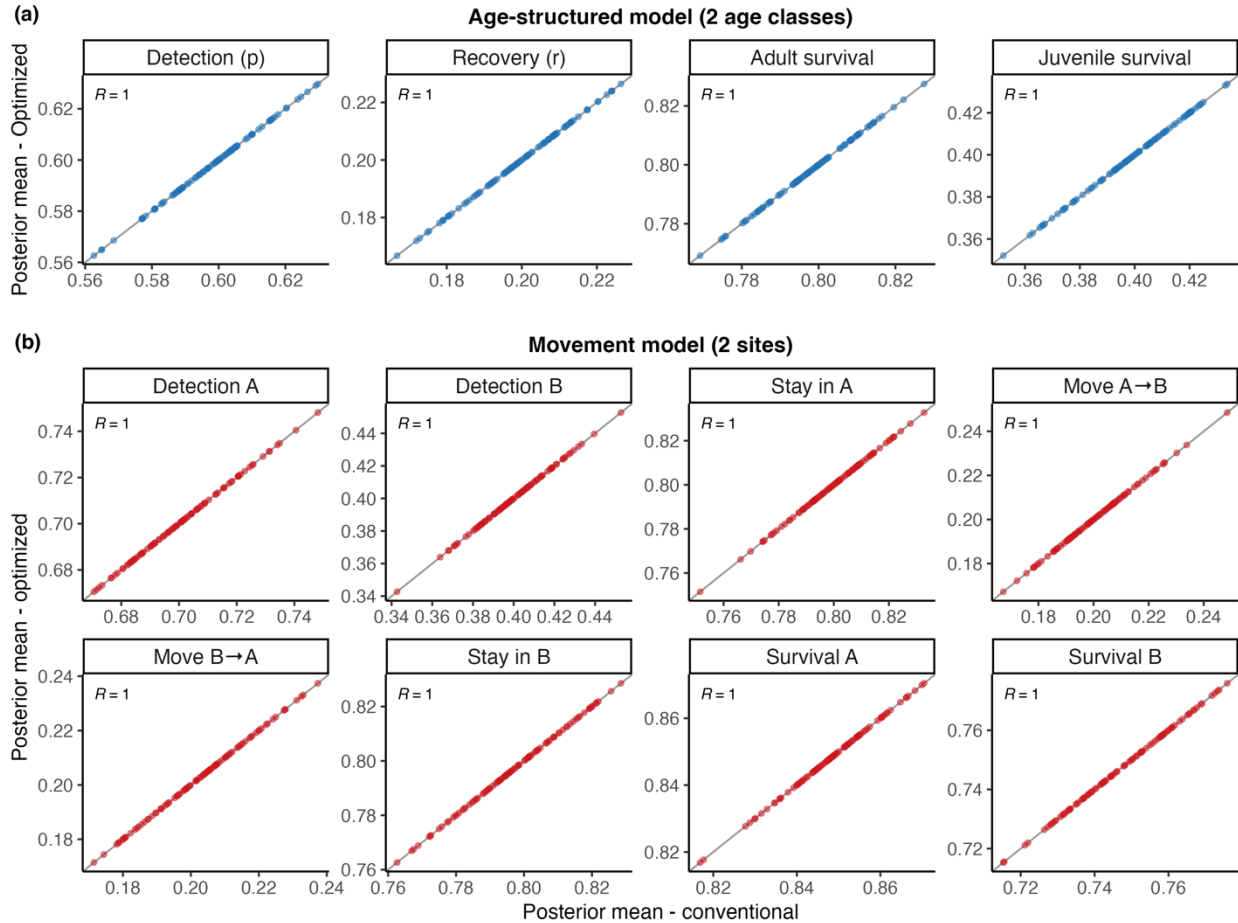 (a)
Age-structured model (2 age classes)
Detection (p)
Recovery (r)
Adult survival
Juvenile survival
Posterior mean - Optimized
R = 1
0.62
0.60
0.58
0.56
0.56 0.58 0.60 0.62
R = 1
0.22
0.20
0.18
0.18 0.20 0.22
R = 1
0.82
0.80
0.78
0.78 0.80 0.82
R = 1
0.42
0.40
0.38
0.36
0.36 0.38 0.40 0.42
(b)
Movement model (2 sites)
Detection A
Detection B
Stay in A
Move A→B
Posterior mean - optimized
R = 1
0.74
0.72
0.70
0.68
0.68 0.70 0.72 0.74
R = 1
0.44
0.42
0.40
0.38
0.36
0.34
0.34 0.36 0.38 0.40 0.42 0.44
R = 1
0.82
0.80
0.78
0.76
0.76 0.78 0.80 0.82
R = 1
0.24
0.22
0.20
0.18
0.18 0.20 0.22 0.24
Move B→A
Stay in B
Survival A
Survival B
R = 1
0.24
0.22
0.20
0.18
0.18 0.20 0.22 0.24
R = 1
0.82
0.80
0.78
0.76
0.76 0.78 0.80 0.82
R = 1
0.86
0.84
0.82
0.82 0.84 0.86
R = 1
0.76
0.74
0.72
0.72 0.74 0.76
Posterior mean - conventional